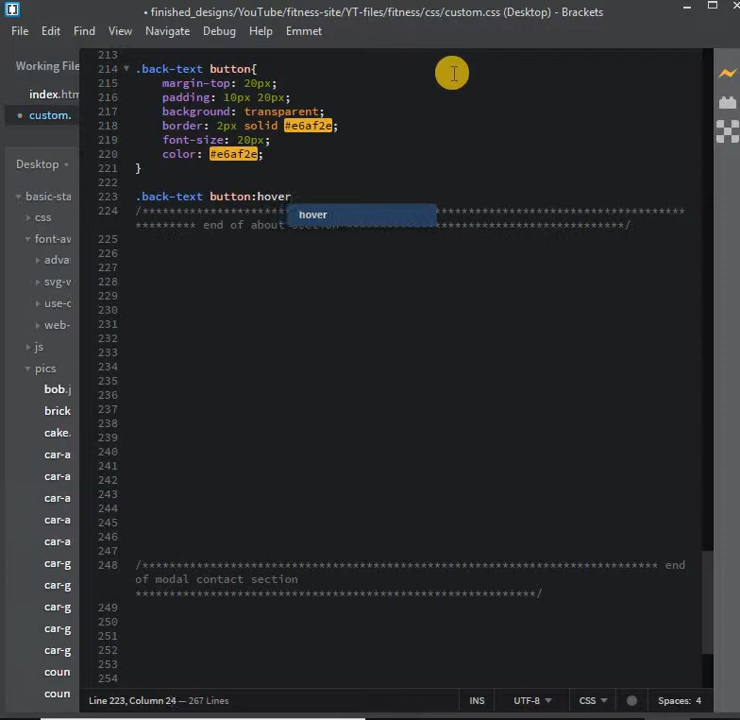 • finished_designs/YouTube/fitness-site/YT-files/fitness/css/custom.css (Desktop) - Brackets
File Edit Find View Navigate Debug Help Emmet
Working File
index.htm
• custom.
Desktop
basic-sta
css
font-av
adva
svg-v
use-c
web-
js
pics
bob.j
brick
cake.
car-a
car-a
car-a
car-a
car-g
car-g
car-g
car-g
car-g
coun
coun
213
214 .back-text button{
215 margin-top: 20px;
216 padding: 10px 20px;
217 background: transparent;
218 border: 2px solid #e6af2e;
219 font-size: 20px;
220 color: #e6af2e;
221 }
222
223 .back-text button:hover
hover
224
end of about section
225
226
227
228
229
230
231
232
233
234
235
236
237
238
239
240
241
242
243
244
245
246
247
248 /**************************************************************************** end
of modal contact section
***********************************************************/
249
250
251
252
253
254
Line 223, Column 24 — 267 Lines
INS UTF-8 CSS Spaces: 4